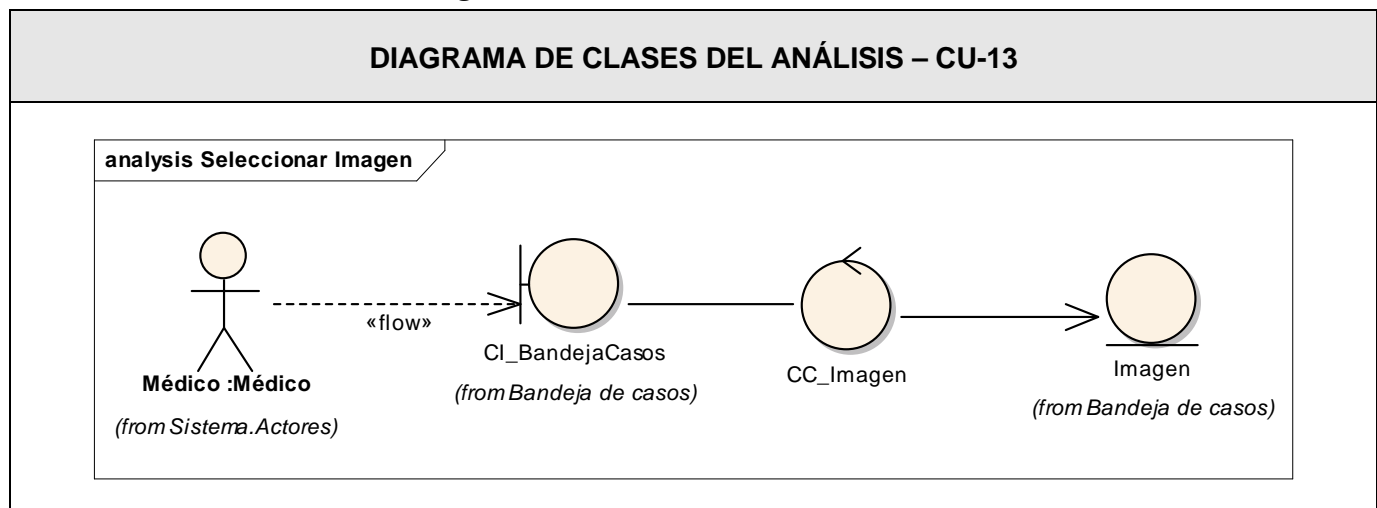 DIAGRAMA DE CLASES DEL ANÁLISIS – CU-13
analysis Seleccionar Imagen
«flow»
CI_BandejaCasos
(from Bandeja de casos)
CC_Imagen
Imagen
(from Bandeja de casos)
Médico :Médico
(from Sistema.Actores)